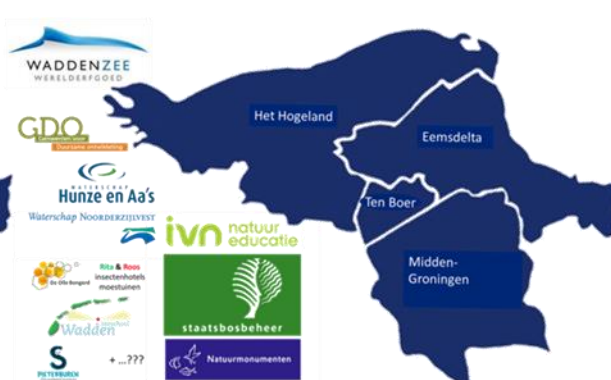 WADDENZEE
WERELDERFGOED
GDO
Duurzame ontwikkeling
WATERSCHAP
HUNZE EN AA'S
Waterschap NOORDERZIJLVEST
ivn natuur
educatie
De Olle Bongerd
Rita & Roos
insectenhotels
moestuinen
Wadden
staatsbosbeheer
S
PIETERBUREN
+ ...???
Natuurmonumenten
Het Hogeland
Eemsdelta
Ten Boer
Midden-
Groningen